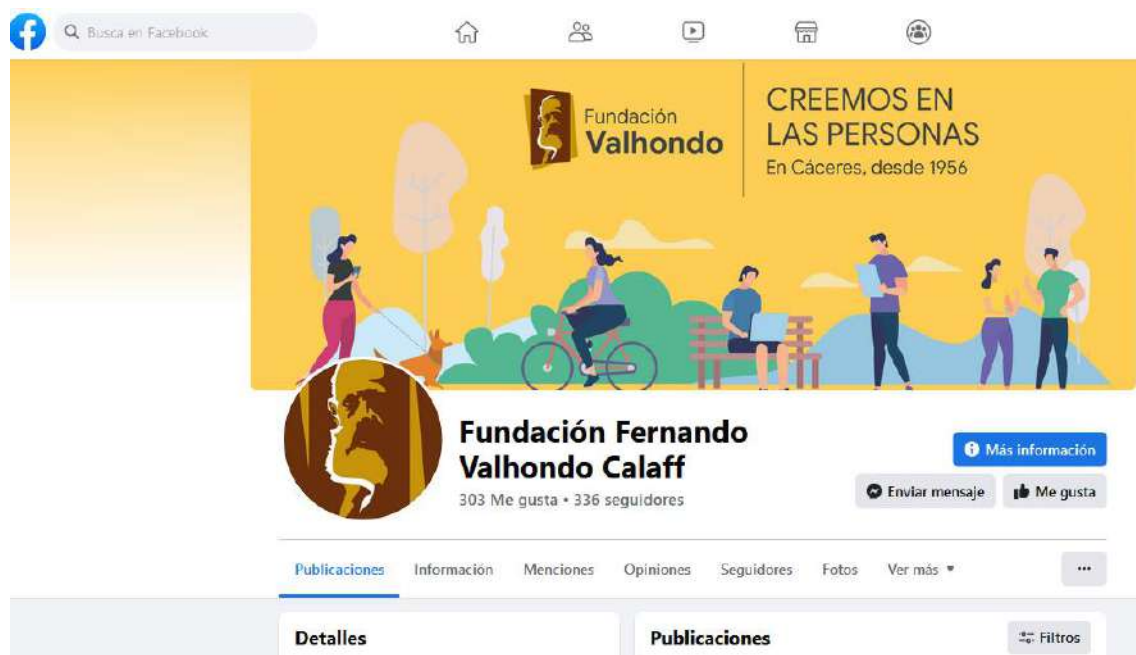 Busca en Facebook
Fundación
Valhondo
CREEMOS EN
LAS PERSONAS
En Cáceres, desde 1956
Fundación Fernando
Valhondo Calaff
303 Me gusta • 336 seguidores
Más información
Enviar mensaje
Me gusta
Publicaciones Información Menciones Opiniones Seguidores Fotos Ver más
Detalles
Publicaciones
Filtros